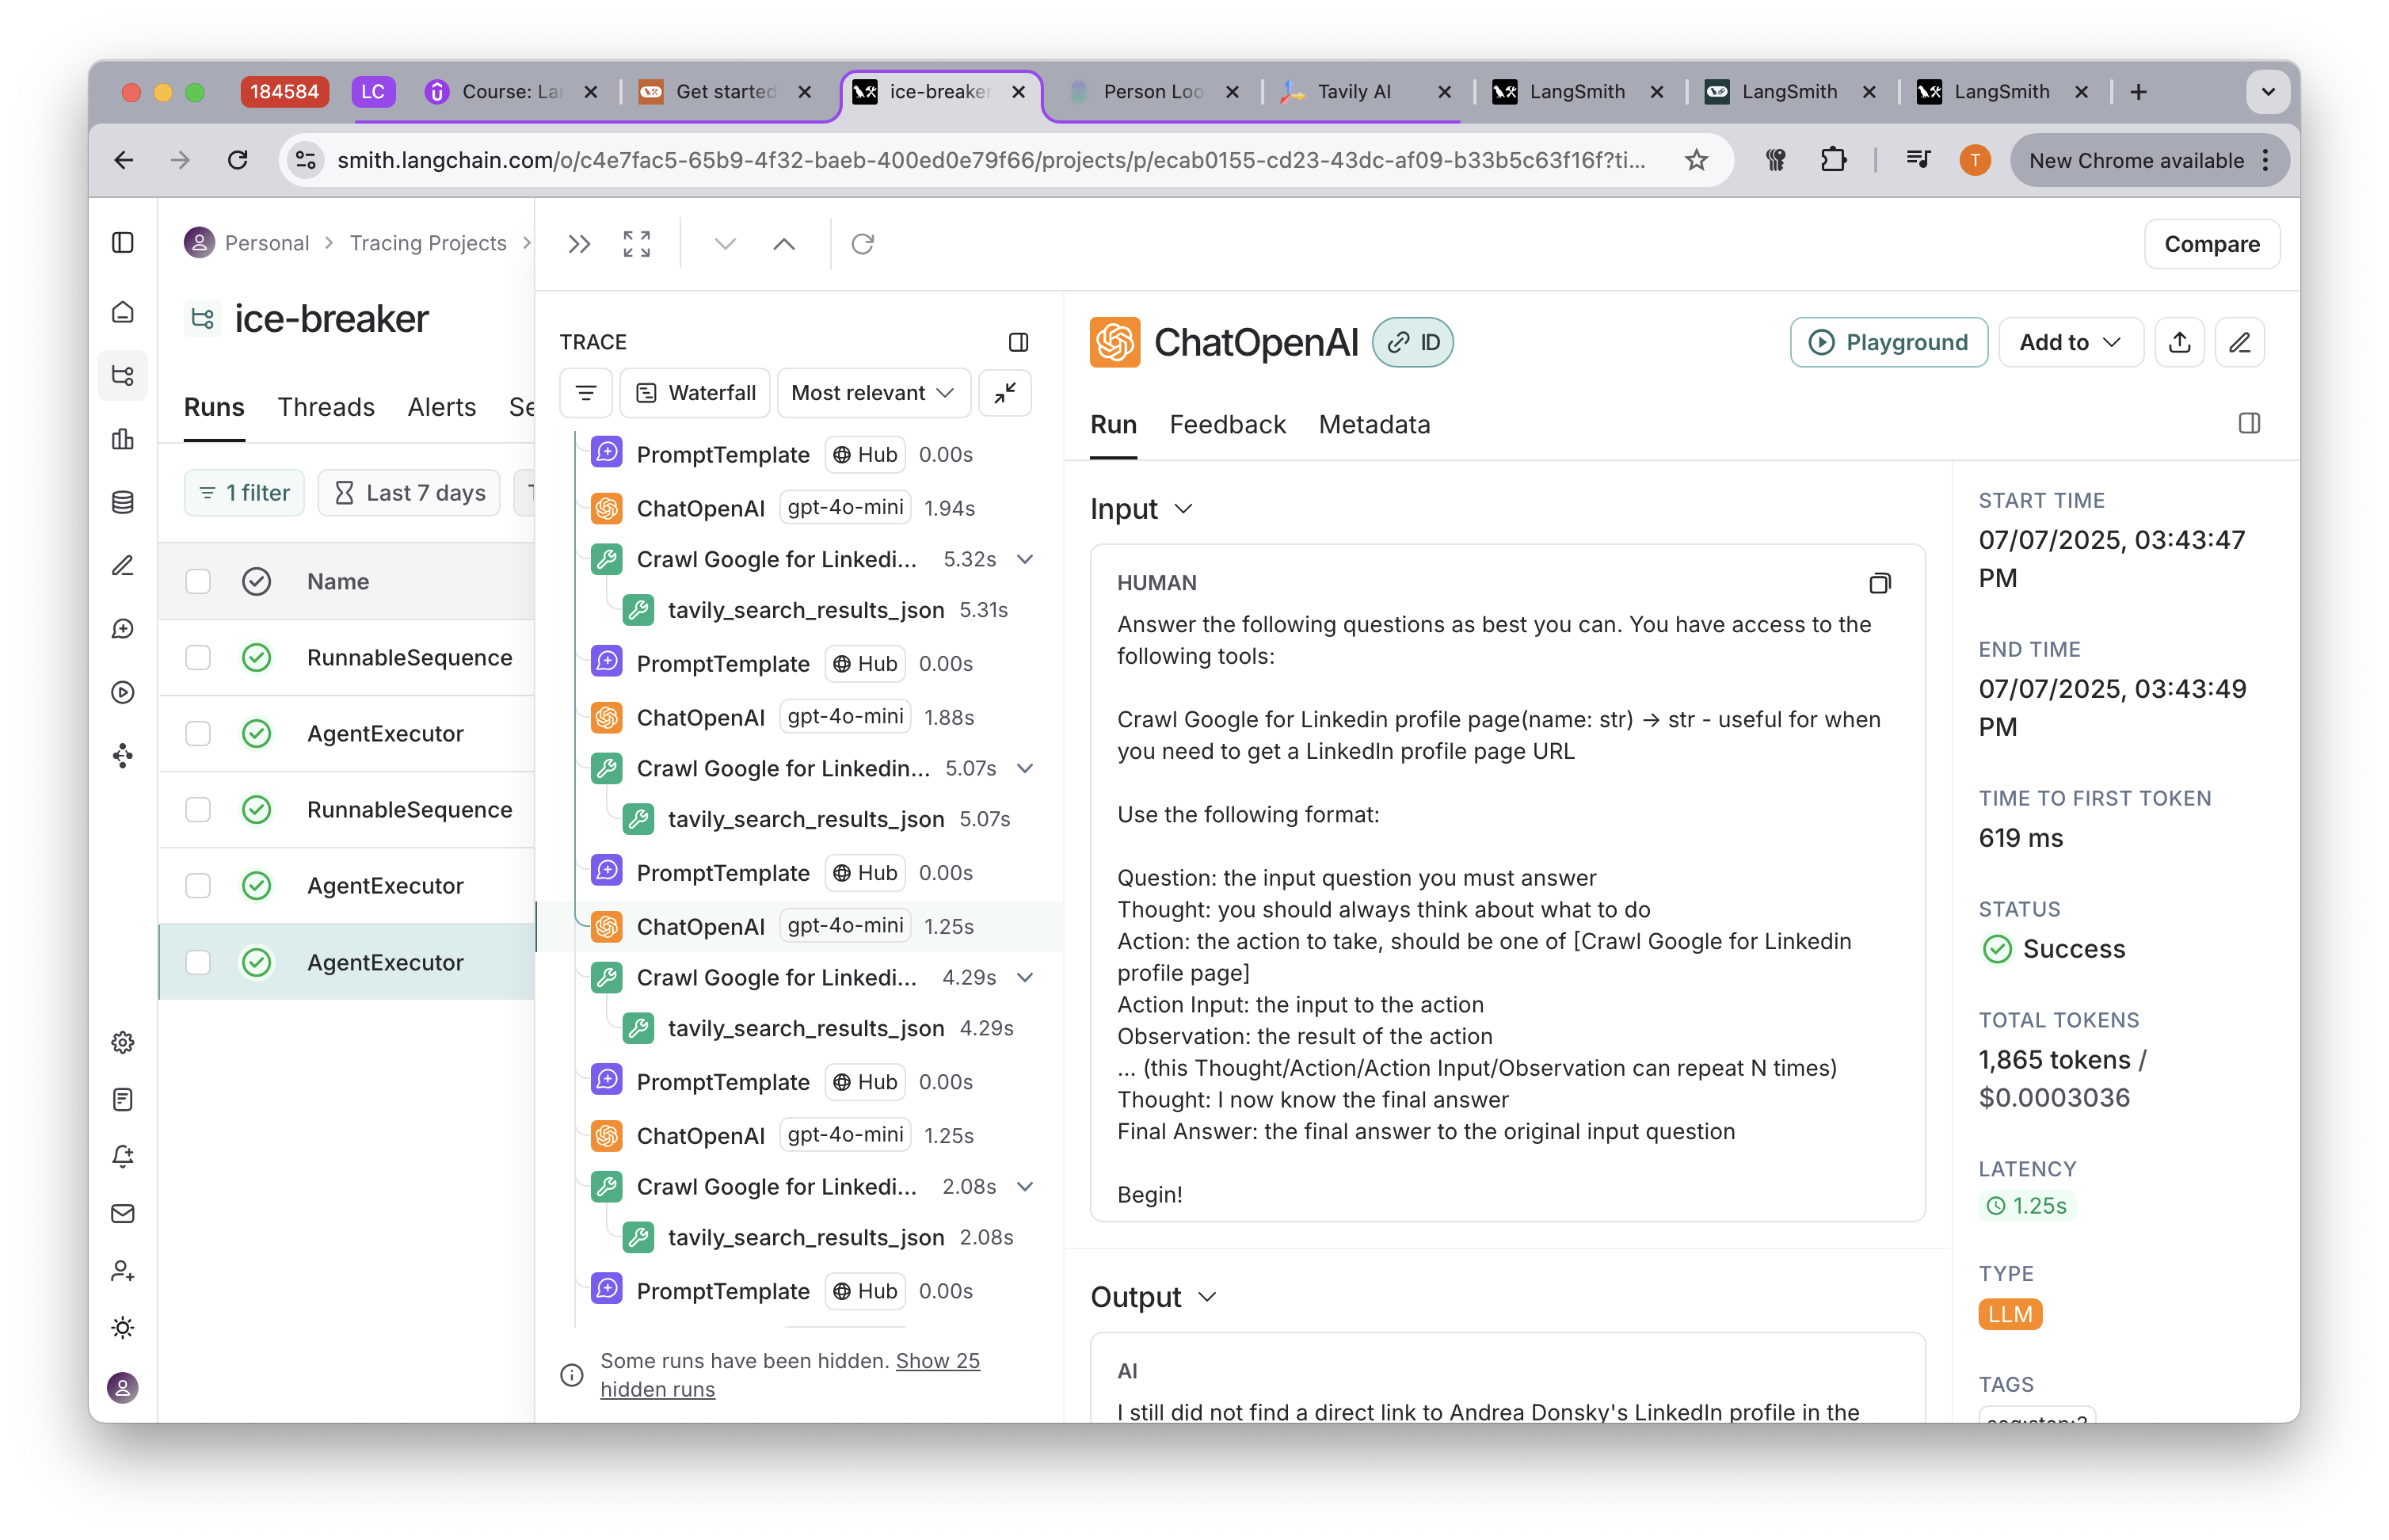 184584
LC
Course: La
Get started
ice-breaker
Person Loo
Tavily AI
LangSmith
LangSmith
LangSmith
smith.langchain.com/o/c4e7fac5-65b9-4f32-baeb-400ed0e79f66/projects/p/ecab0155-cd23-43dc-af09-b33b5c63f16f?ti...
T
New Chrome available
Personal
Tracing Projects
ice-breaker
Runs
Threads
Alerts
Se
1 filter
Last 7 days
Name
RunnableSequence
AgentExecutor
RunnableSequence
AgentExecutor
AgentExecutor
Compare
TRACE
Waterfall
Most relevant
PromptTemplate Hub 0.00s
ChatOpenAI gpt-4o-mini 1.94s
Crawl Google for Linkedi... 5.32s
tavily_search_results_json 5.31s
PromptTemplate Hub 0.00s
ChatOpenAI gpt-4o-mini 1.88s
Crawl Google for Linkedin... 5.07s
tavily_search_results_json 5.07s
PromptTemplate Hub 0.00s
ChatOpenAI gpt-4o-mini 1.25s
Crawl Google for Linkedi... 4.29s
tavily_search_results_json 4.29s
PromptTemplate Hub 0.00s
ChatOpenAI gpt-4o-mini 1.25s
Crawl Google for Linkedi... 2.08s
tavily_search_results_json 2.08s
PromptTemplate Hub 0.00s
Some runs have been hidden. Show 25
hidden runs
ChatOpenAI
ID
Playground
Add to
Run
Feedback
Metadata
Input
HUMAN
Answer the following questions as best you can. You have access to the
following tools:
Crawl Google for Linkedin profile page(name: str) -> str - useful for when
you need to get a LinkedIn profile page URL
Use the following format:
Question: the input question you must answer
Thought: you should always think about what to do
Action: the action to take, should be one of [Crawl Google for Linkedin
profile page]
Action Input: the input to the action
Observation: the result of the action
... (this Thought/Action/Action Input/Observation can repeat N times)
Thought: I now know the final answer
Final Answer: the final answer to the original input question
Begin!
Output
AI
I still did not find a direct link to Andrea Donsky's LinkedIn profile in the
START TIME
07/07/2025, 03:43:47
PM
END TIME
07/07/2025, 03:43:49
PM
TIME TO FIRST TOKEN
619 ms
STATUS
Success
TOTAL TOKENS
1,865 tokens /
$0.0003036
LATENCY
1.25s
TYPE
LLM
TAGS